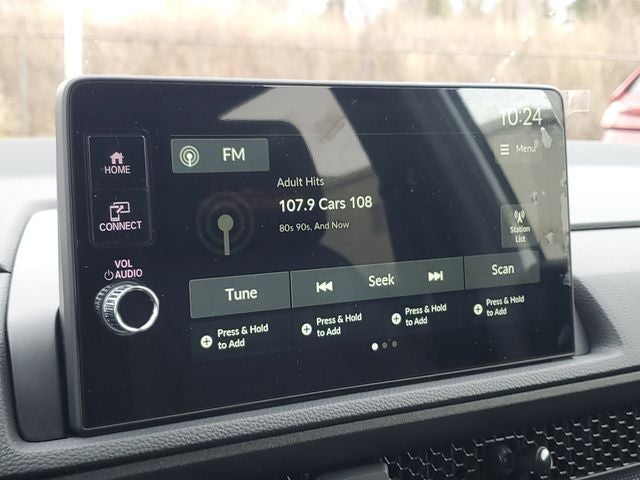 10:24
HOME
FM
Menu
Adult Hits
107.9 Cars 108
80s 90s, And Now
CONNECT
Station
List
VOL
AUDIO
Tune
Seek
Scan
Press & Hold
to Add
Press & Hold
to Add
Press & Hold
to Add
Press & Hold
to Add